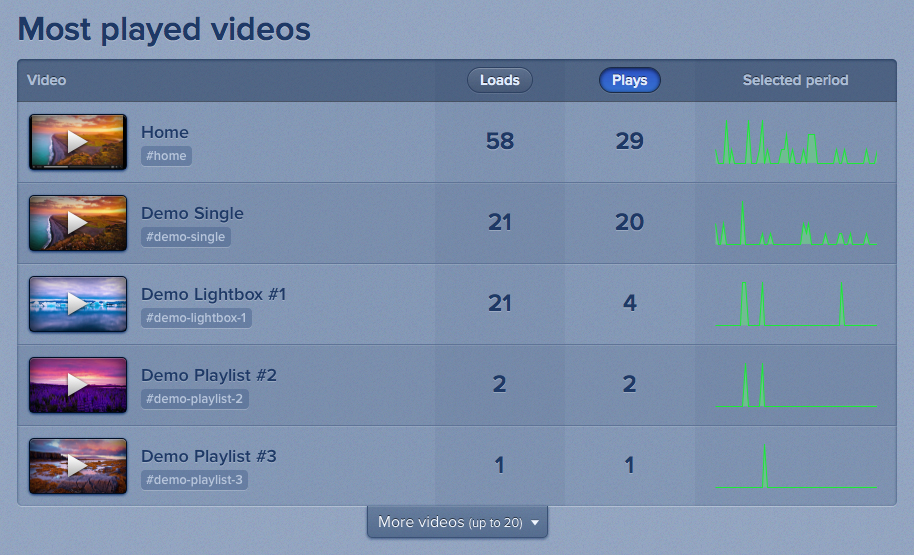 Most played videos
Video Loads Plays Selected period
Home
#home
58 29
Demo Single
#demo-single
21 20
Demo Lightbox #1
#demo-lightbox-1
21 4
Demo Playlist #2
#demo-playlist-2
2 2
Demo Playlist #3
#demo-playlist-3
1 1
More videos (up to 20)